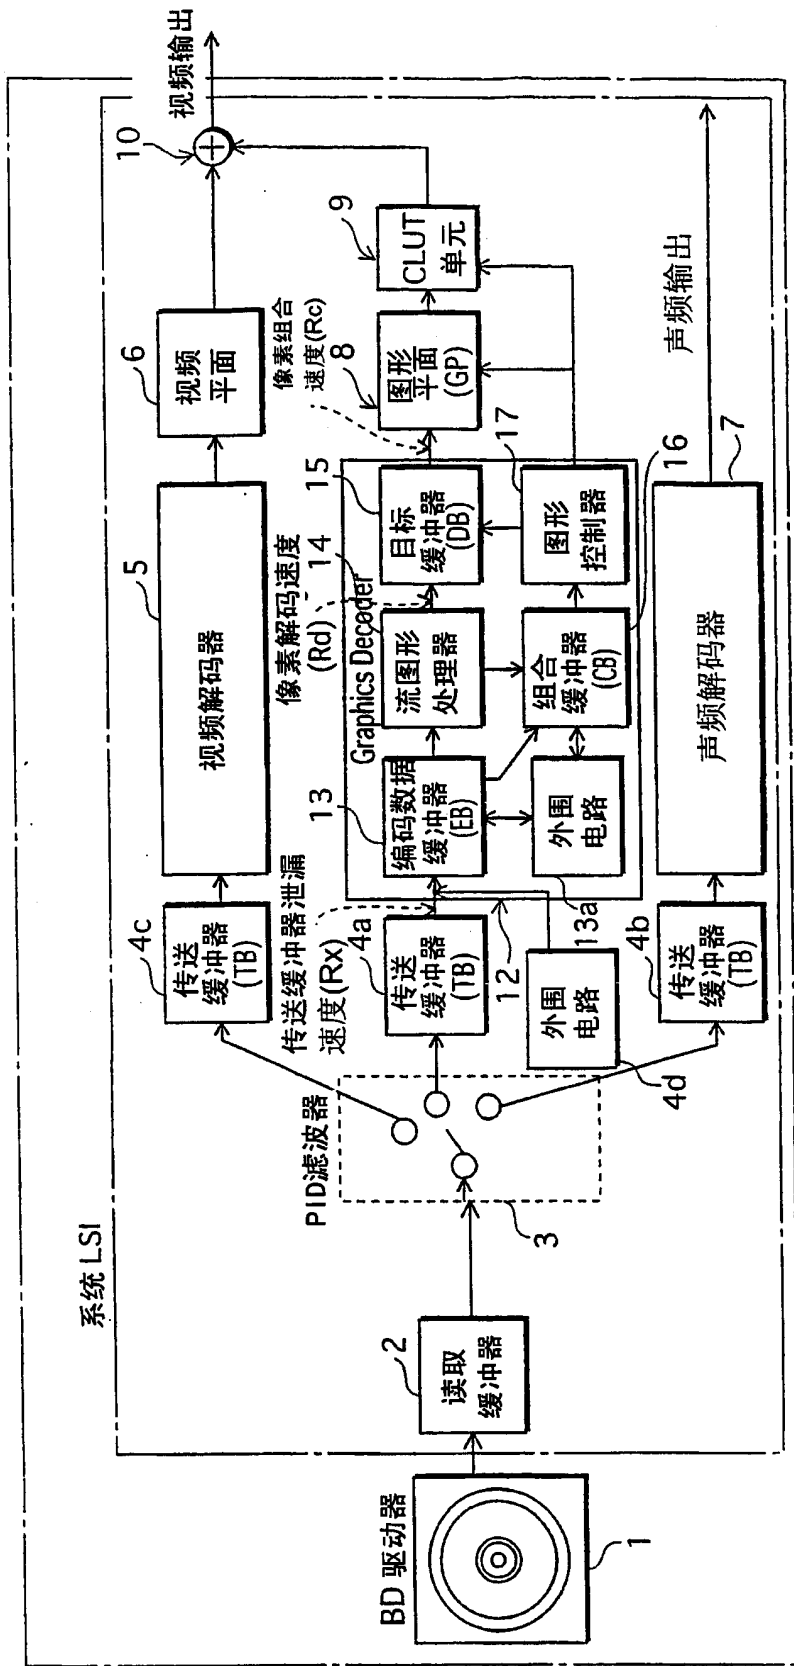 系统 LSI
BD 驱动器
1
读取
缓冲器
2
PID滤波器
3
传送
缓冲器
(TB)
4c
视频解码器
5
视频
平面
6
10
视频输出
传送缓冲器泄漏
速度(Rx)
传送
缓冲器
(TB)
4a
12
外围
电路
4d
Graphics Decoder
13
编码数据
缓冲器
(EB)
外围
电路
13a
像素解码速度
(Rd)
14
流图形
处理器
组合
缓冲器
(CB)
16
15
目标
缓冲器
(DB)
17
图形
控制器
像素组合
速度(Rc)
8
图形
平面
(GP)
9
CLUT
单元
传送
缓冲器
(TB)
4b
声频解码器
7
声频输出